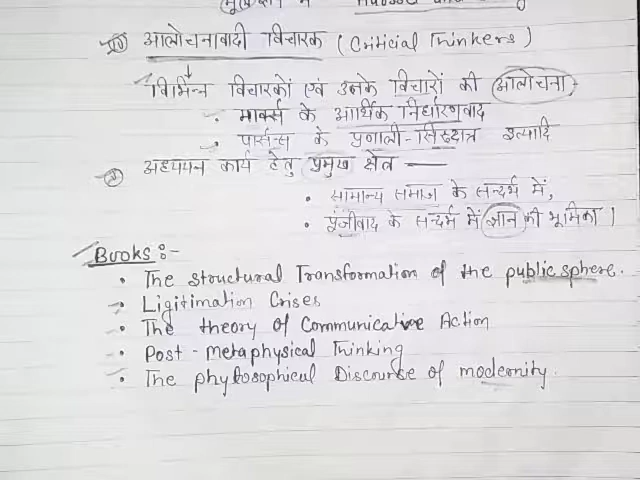 आलोचनावादी विचारक (Criticial Thinkers)
विभिन्न विचारकों एवं उनके विचारों की आलोचना
• मार्क्स के आर्थिक निर्धारणवाद
• पार्सन्स के प्रणाली-सिद्धान्त इत्यादि
अध्ययन कार्य हेतु प्रमुख क्षेत्र —
• सामान्य समाज के सन्दर्भ में,
• पूंजीवाद के सन्दर्भ में ज्ञान की भूमिका।
Books :-
• The structural Transformation of the public sphere.
• Ligitimation Crises
• The theory of Communicative Action
• Post - Metaphysical Thinking
• The phylosophical Discourse of modernity.